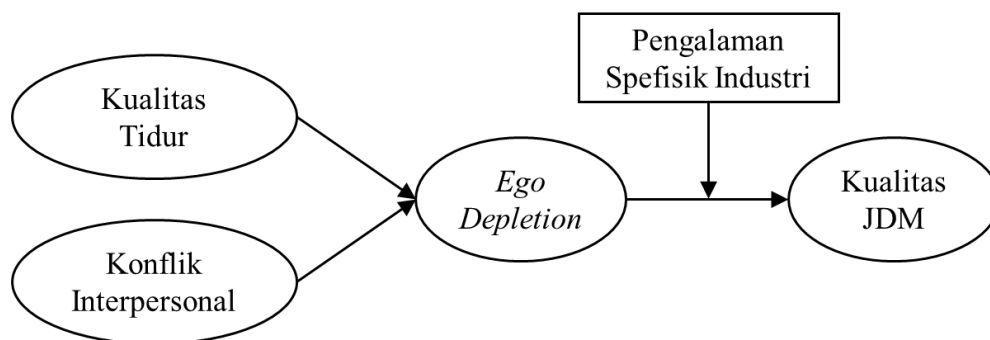 Pengalaman
Spefisik Industri
Kualitas
Tidur
Ego
Depletion
Kualitas
JDM
Konflik
Interpersonal